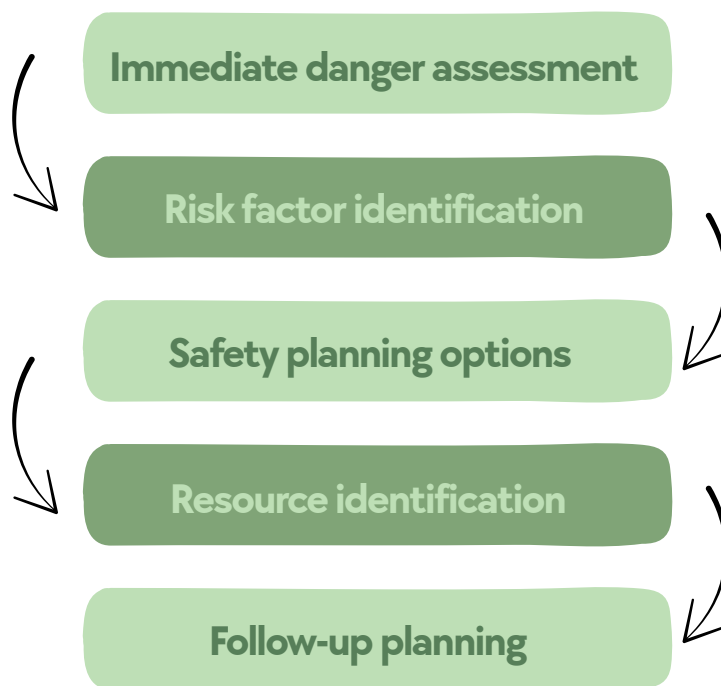 Immediate danger assessment
Risk factor identification
Safety planning options
Resource identification
Follow-up planning